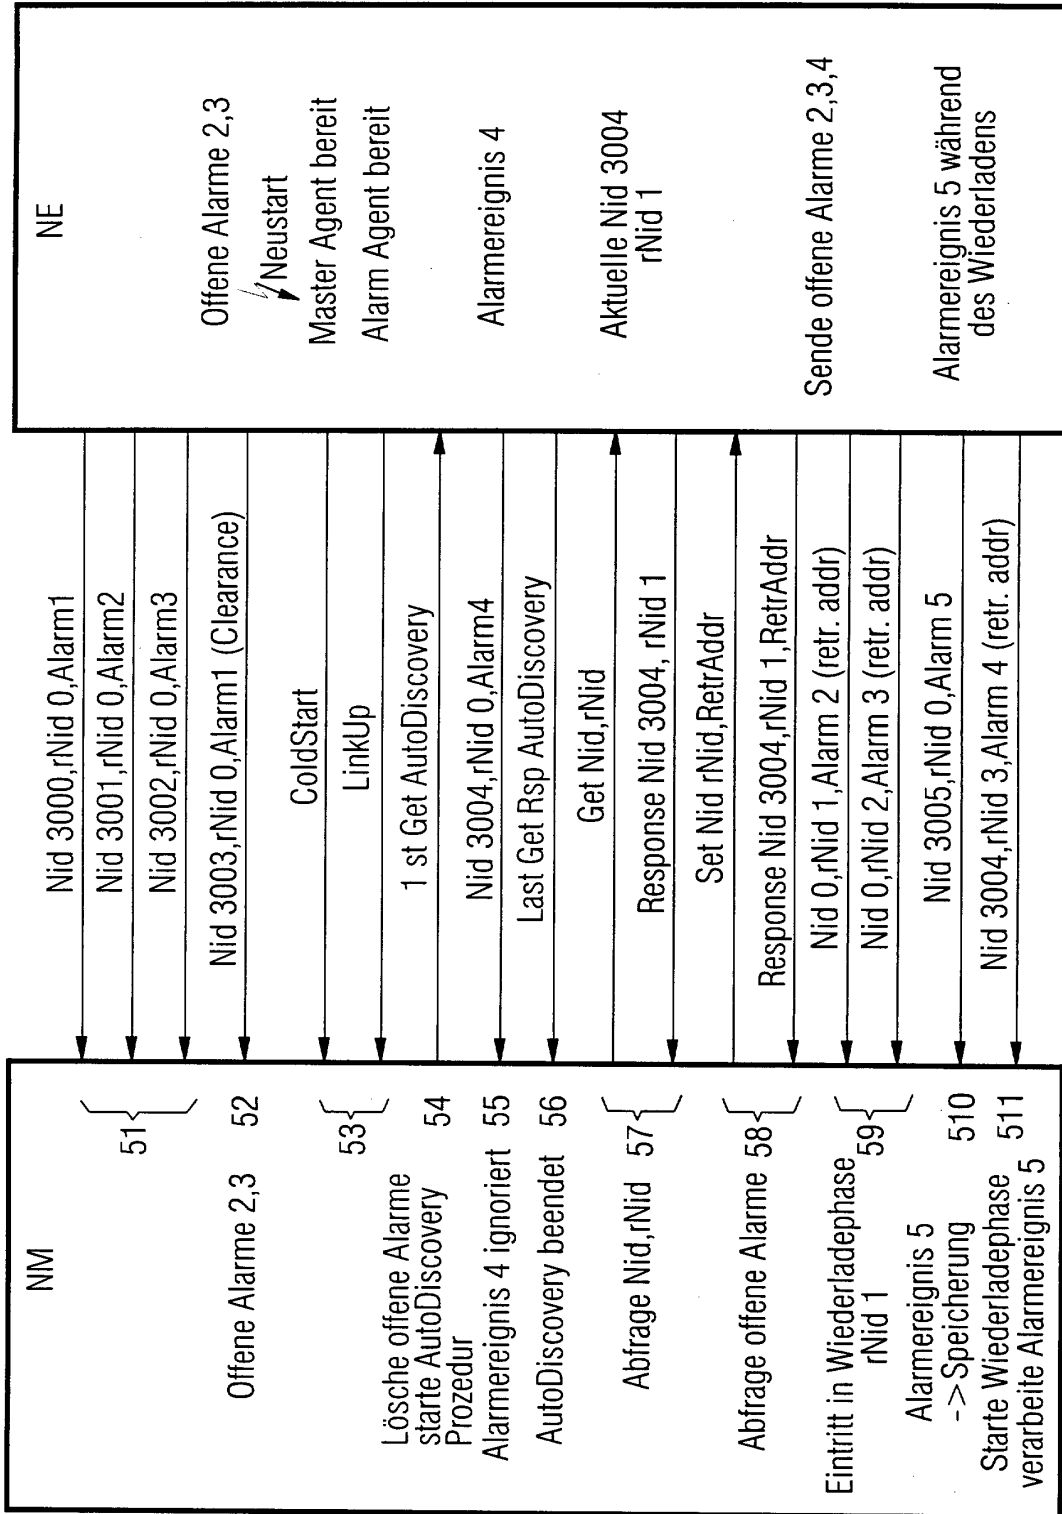 NM
NE
Nid 3000,rNid 0,Alarm1
Nid 3001,rNid 0,Alarm2
Nid 3002,rNid 0,Alarm3
51
Nid 3003,rNid 0,Alarm1 (Clearance)
Offene Alarme 2,3
52
Offene Alarme 2,3
Neustart
ColdStart
Master Agent bereit
LinkUp
Alarm Agent bereit
53
Lösche offene Alarme
starte AutoDiscovery
Prozedur
54
1 st Get AutoDiscovery
Alarmereignis 4 ignoriert
55
Nid 3004,rNid 0,Alarm4
Alarmereignis 4
AutoDiscovery beendet
56
Last Get Rsp AutoDiscovery
Get Nid,rNid
Aktuelle Nid 3004
rNid 1
Abfrage Nid,rNid
57
Response Nid 3004, rNid 1
Set Nid rNid,RetrAddr
Abfrage offene Alarme
58
Response Nid 3004,rNid 1,RetrAddr
Sende offene Alarme 2,3,4
Nid 0,rNid 1,Alarm 2 (retr. addr)
Eintritt in Wiederladephase
rNid 1
59
Nid 0,rNid 2,Alarm 3 (retr. addr)
Alarmereignis 5
->Speicherung
510
Nid 3005,rNid 0,Alarm 5
Alarmereignis 5 während
des Wiederladens
Starte Wiederladephase
verarbeite Alarmereignis 5
511
Nid 3004,rNid 3,Alarm 4 (retr. addr)